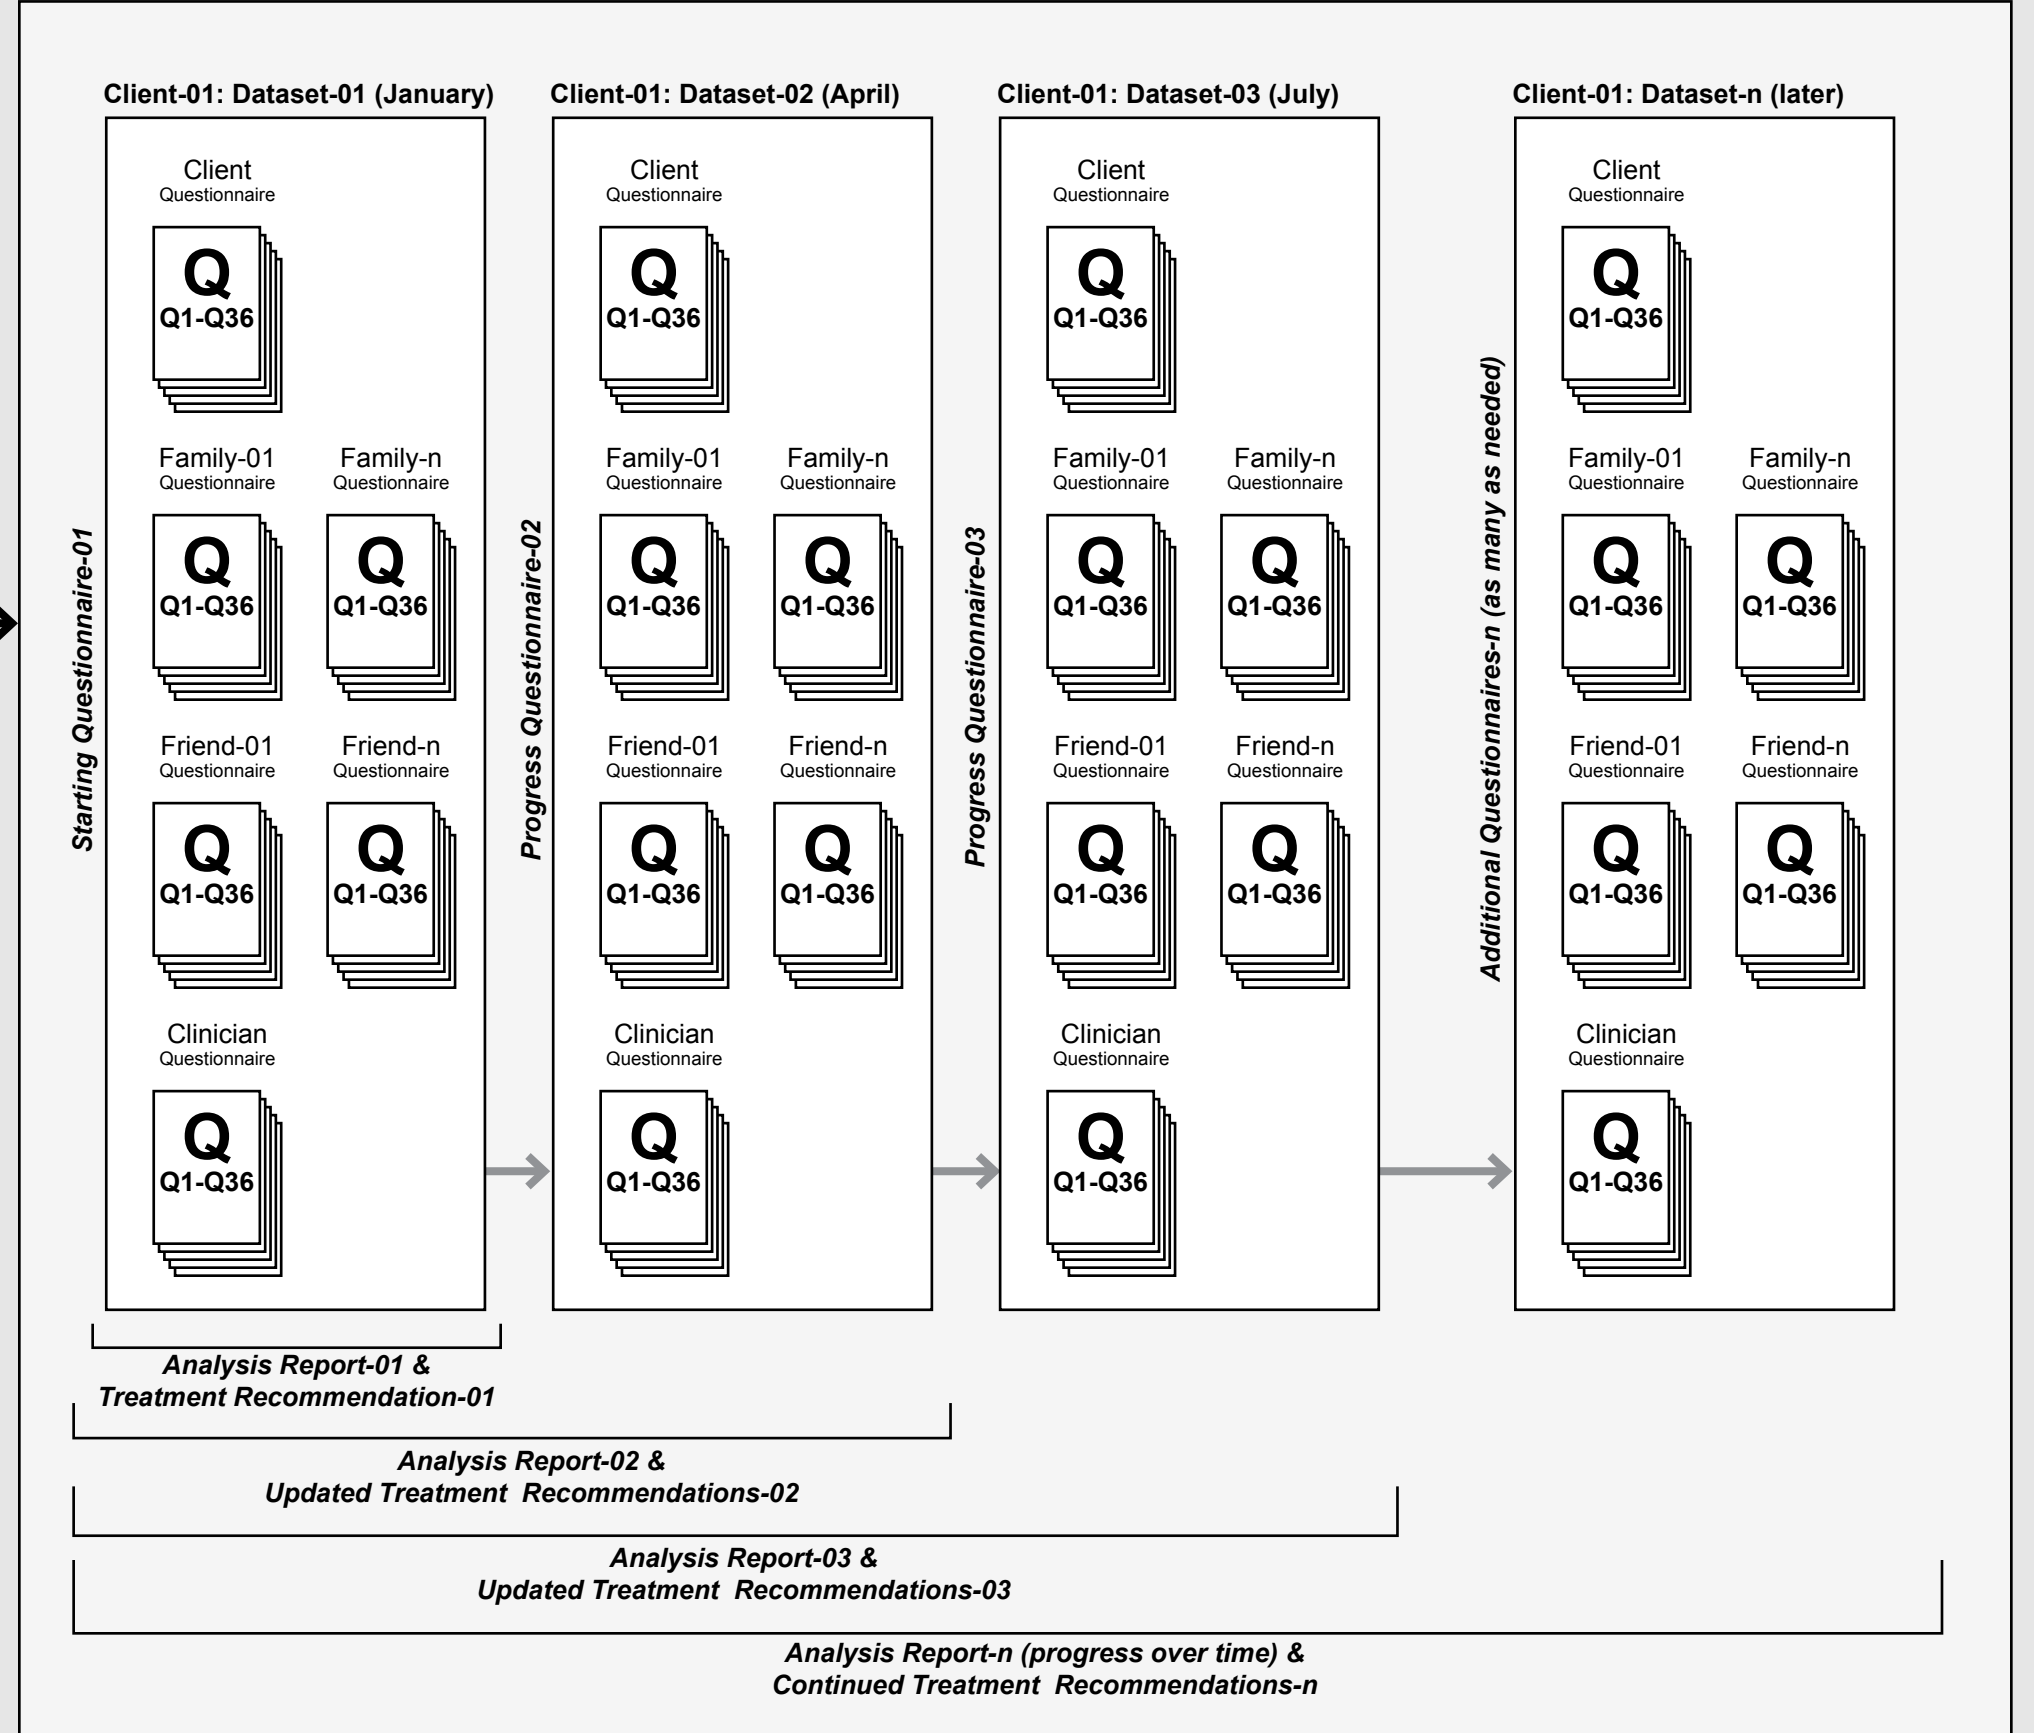 Client-01: Dataset-01 (January)
Client
Questionnaire
Q
Q1-Q36
Family-01
Questionnaire
Q
Q1-Q36
Family-n
Questionnaire
Q
Q1-Q36
Friend-01
Questionnaire
Q
Q1-Q36
Friend-n
Questionnaire
Q
Q1-Q36
Clinician
Questionnaire
Q
Q1-Q36
Starting Questionnaire-01
Client-01: Dataset-02 (April)
Client
Questionnaire
Q
Q1-Q36
Family-01
Questionnaire
Q
Q1-Q36
Family-n
Questionnaire
Q
Q1-Q36
Friend-01
Questionnaire
Q
Q1-Q36
Friend-n
Questionnaire
Q
Q1-Q36
Clinician
Questionnaire
Q
Q1-Q36
Progress Questionnaire-02
Client-01: Dataset-03 (July)
Client
Questionnaire
Q
Q1-Q36
Family-01
Questionnaire
Q
Q1-Q36
Family-n
Questionnaire
Q
Q1-Q36
Friend-01
Questionnaire
Q
Q1-Q36
Friend-n
Questionnaire
Q
Q1-Q36
Clinician
Questionnaire
Q
Q1-Q36
Progress Questionnaire-03
Client-01: Dataset-n (later)
Client
Questionnaire
Q
Q1-Q36
Family-01
Questionnaire
Q
Q1-Q36
Family-n
Questionnaire
Q
Q1-Q36
Friend-01
Questionnaire
Q
Q1-Q36
Friend-n
Questionnaire
Q
Q1-Q36
Clinician
Questionnaire
Q
Q1-Q36
Additional Questionnaires-n (as many as needed)
Analysis Report-01 &
Treatment Recommendation-01
Analysis Report-02 &
Updated Treatment Recommendations-02
Analysis Report-03 &
Updated Treatment Recommendations-03
Analysis Report-n (progress over time) &
Continued Treatment Recommendations-n